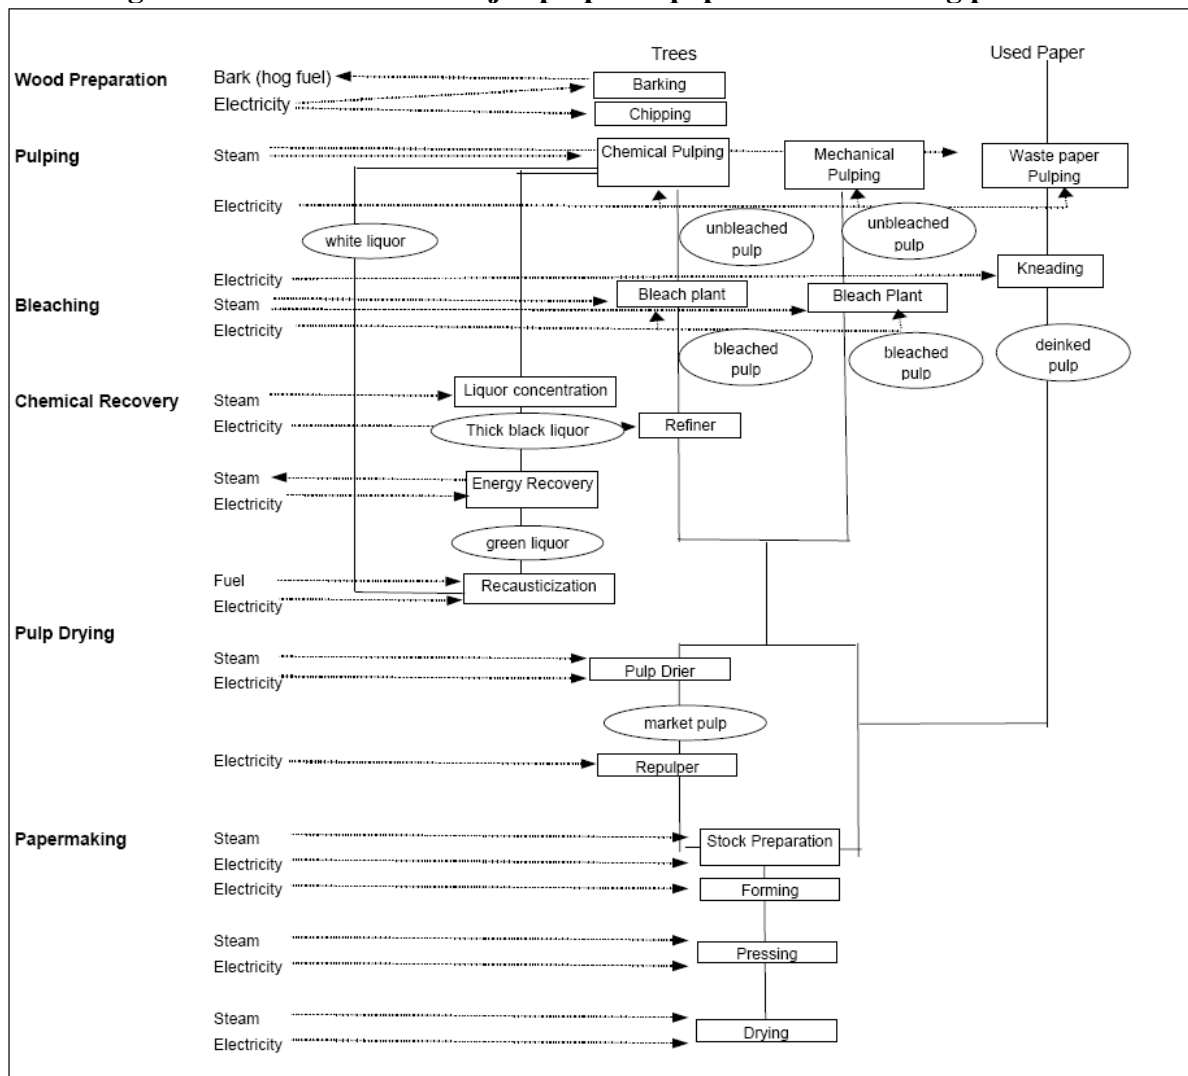 Trees
Used Paper
Wood Preparation
Bark (hog fuel)
Barking
Electricity
Chipping
Pulping
Steam
Chemical Pulping
Mechanical
Pulping
Waste paper
Pulping
Electricity
white liquor
unbleached
pulp
unbleached
pulp
Electricity
Kneading
Bleaching
Steam
Bleach plant
Bleach Plant
Electricity
bleached
pulp
bleached
pulp
deinked
pulp
Chemical Recovery
Steam
Liquor concentration
Electricity
Thick black liquor
Refiner
Steam
Energy Recovery
Electricity
green liquor
Fuel
Recausticization
Electricity
Pulp Drying
Steam
Pulp Drier
Electricity
market pulp
Electricity
Repulper
Papermaking
Steam
Stock Preparation
Electricity
Electricity
Forming
Steam
Pressing
Electricity
Steam
Drying
Electricity